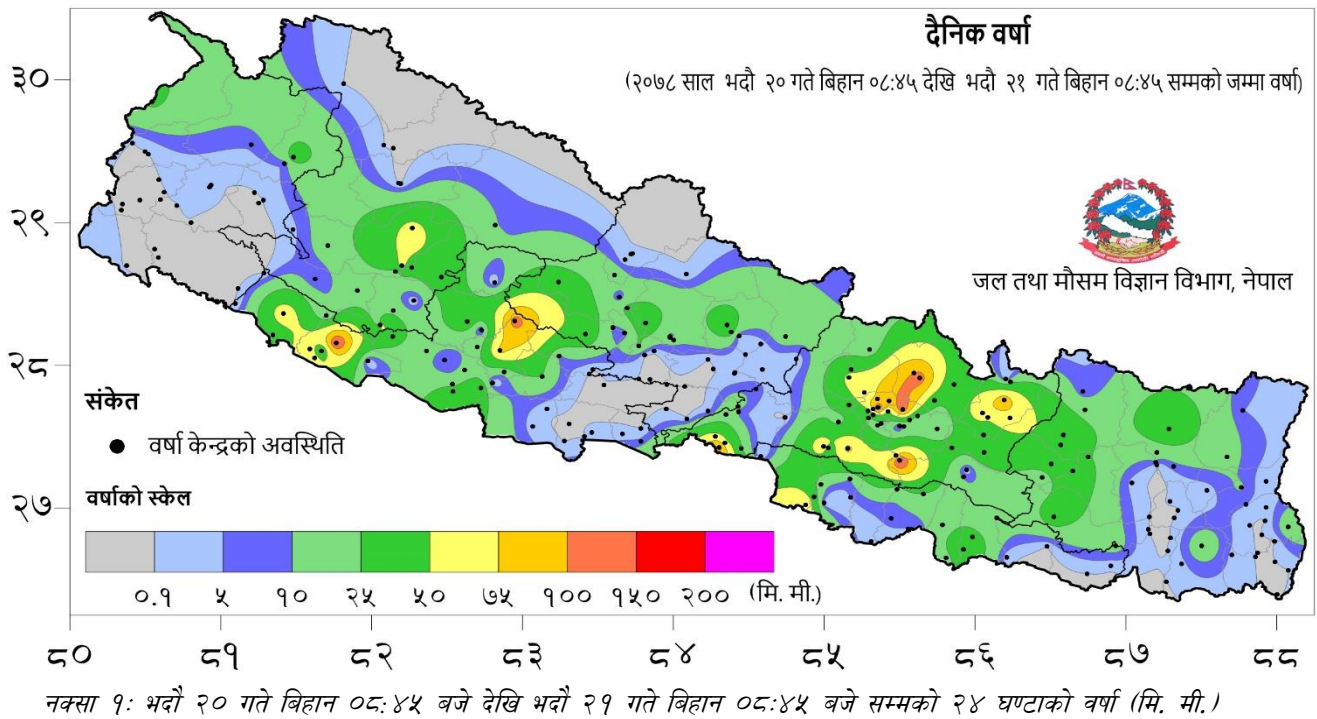 दैनिक वर्षा
(२०७८ साल भदौ २० गते बिहान ०८:४५ देखि भदौ २१ गते बिहान ०८:४५ सम्मको जम्मा वर्षा)
३०
२९
जल तथा मौसम विज्ञान विभाग, नेपाल
२८
संकेत
वर्षा केन्द्रको अवस्थिति
वर्षाको स्केल
२७
०.१ ५ १० २५ ५० ७५ १०० १५० २०० (मि. मी.)
८० ८१ ८२ ८३ ८४ ८५ ८६ ८७ ८८
नक्सा १: भदौ २० गते बिहान ०८:४५ बजे देखि भदौ २१ गते बिहान ०८:४५ बजे सम्मको २४ घण्टाको वर्षा (मि. मी.)